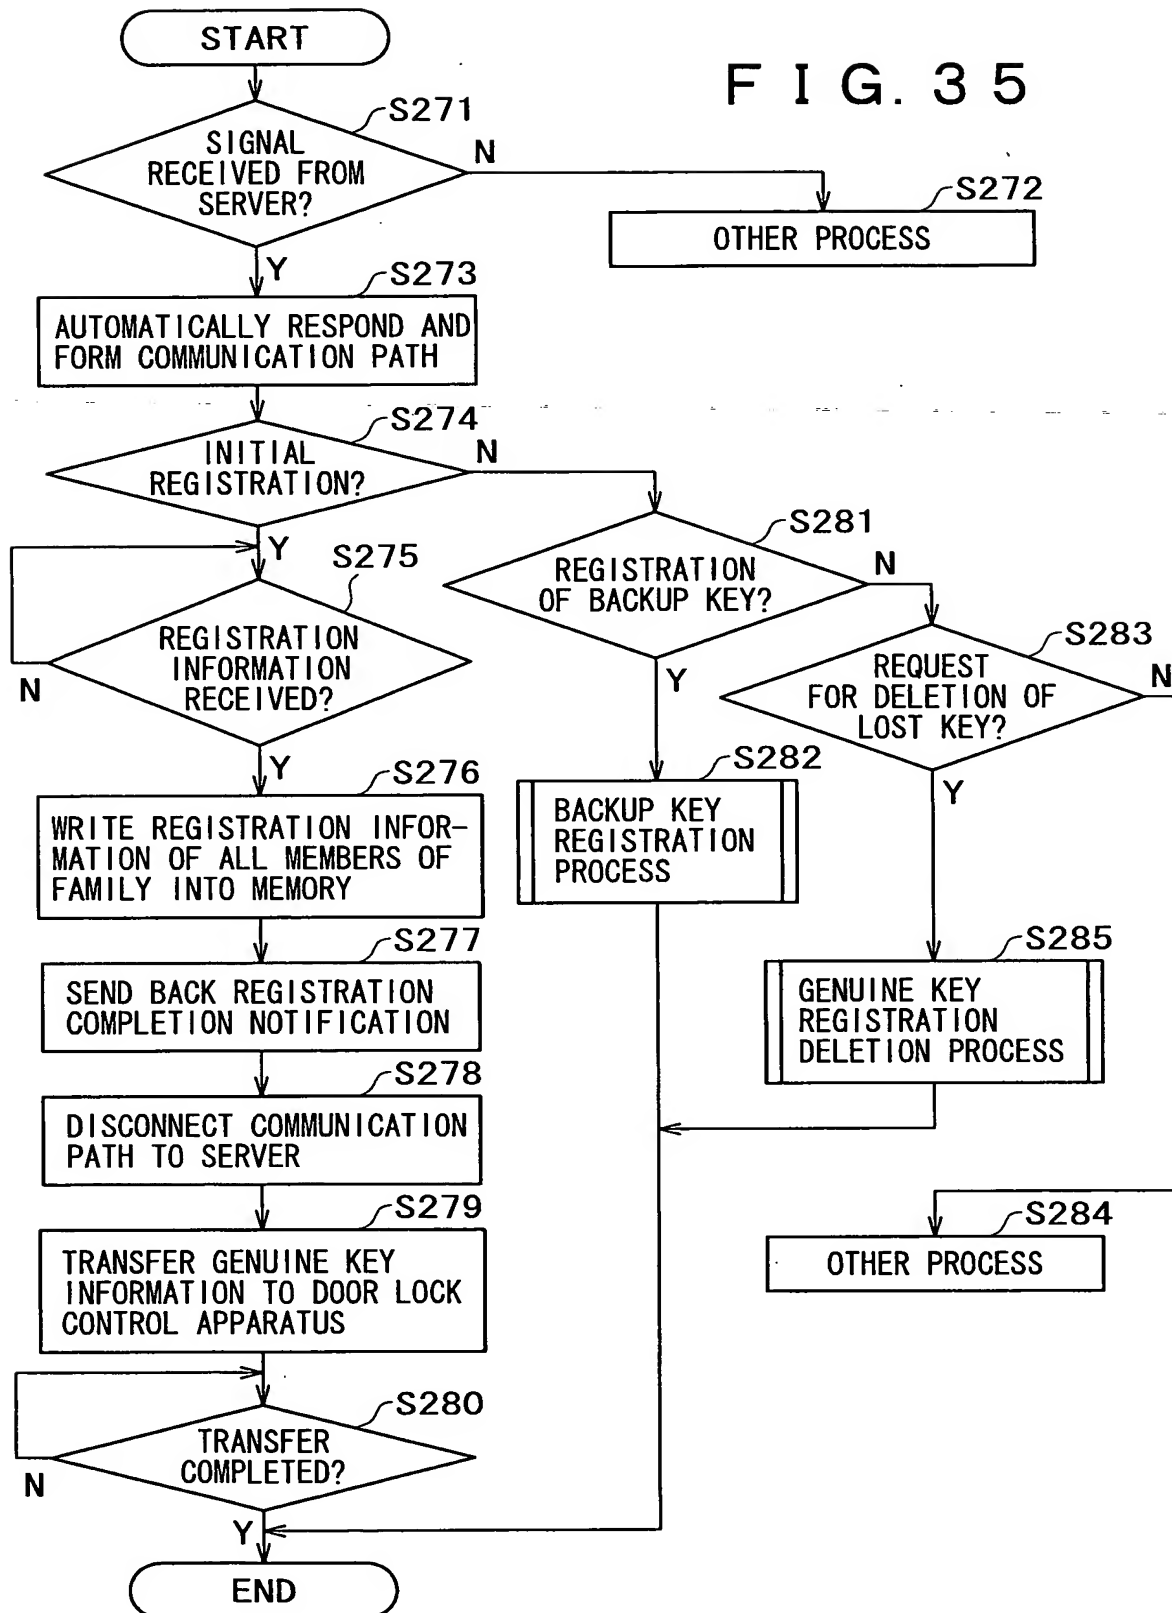 START
F I G. 3 5
S271
SIGNAL
RECEIVED FROM
SERVER?
N
S272
OTHER PROCESS
Y
S273
AUTOMATICALLY RESPOND AND
FORM COMMUNICATION PATH
S274
INITIAL
REGISTRATION?
N
Y
S275
REGISTRATION
INFORMATION
RECEIVED?
N
Y
S281
REGISTRATION
OF BACKUP KEY?
N
Y
S283
REQUEST
FOR DELETION OF
LOST KEY?
N
Y
S276
WRITE REGISTRATION INFOR-
MATION OF ALL MEMBERS OF
FAMILY INTO MEMORY
S282
BACKUP KEY
REGISTRATION
PROCESS
S277
SEND BACK REGISTRATION
COMPLETION NOTIFICATION
S285
GENUINE KEY
REGISTRATION
DELETION PROCESS
S278
DISCONNECT COMMUNICATION
PATH TO SERVER
S279
TRANSFER GENUINE KEY
INFORMATION TO DOOR LOCK
CONTROL APPARATUS
S284
OTHER PROCESS
S280
TRANSFER
COMPLETED?
N
Y
END